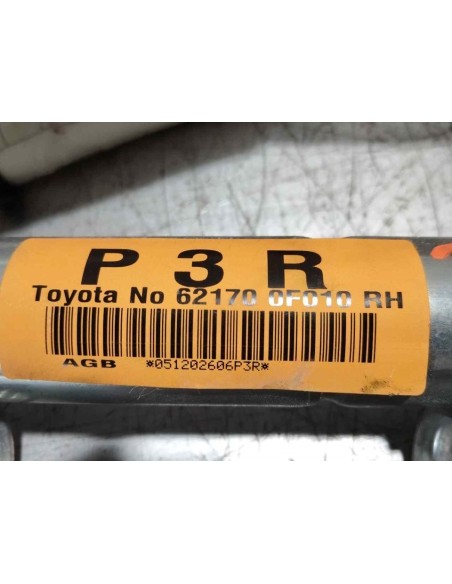 P 3 R
Toyota No 62170 0F010 RH
AGB *051202606P3R*